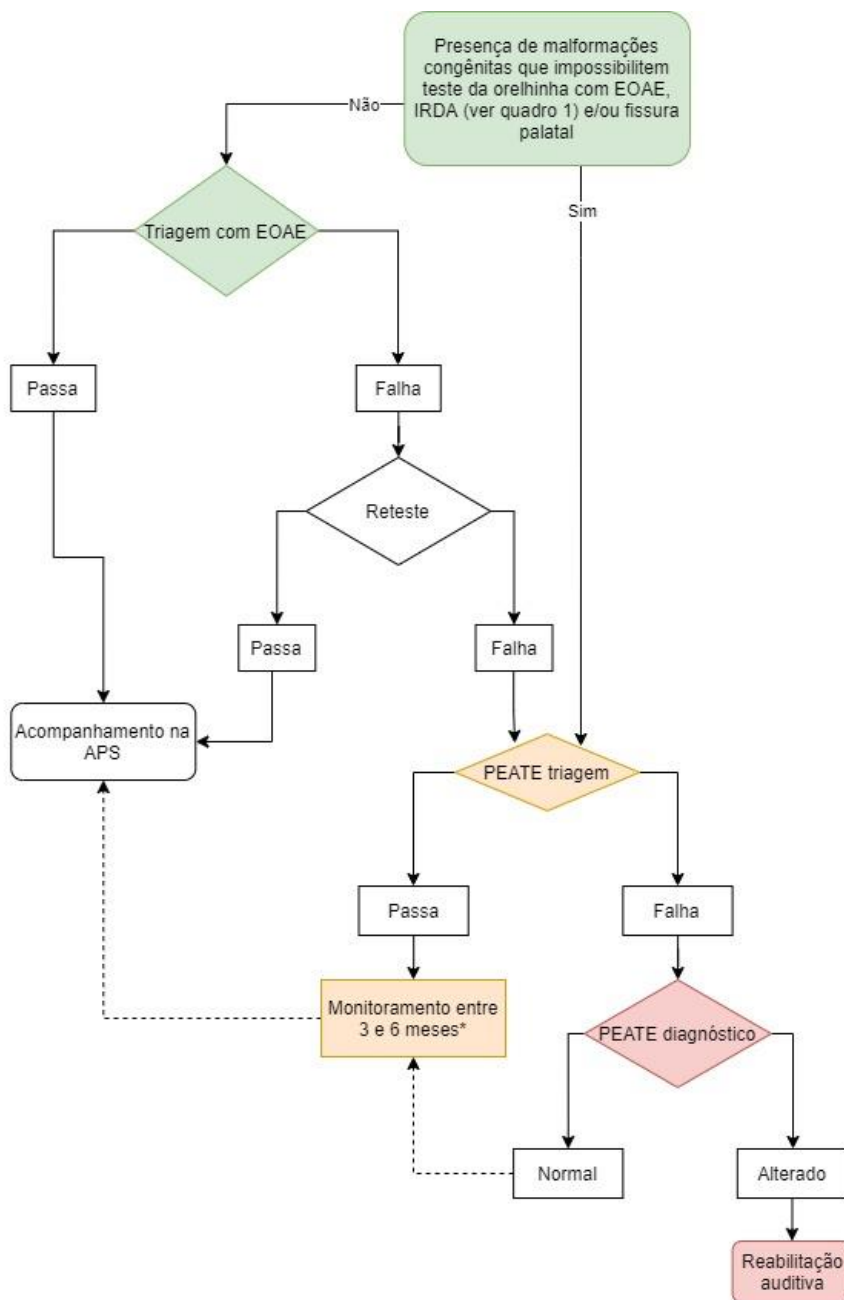 Presença de malformações
congênitas que impossibilitem
teste da orelhinha com EOAE,
IRDA (ver quadro 1) e/ou fissura
palatal
Não
Sim
Triagem com EOAE
Passa
Falha
Reteste
Passa
Falha
Acompanhamento na
APS
PEATE triagem
Passa
Falha
Monitoramento entre
3 e 6 meses*
PEATE diagnóstico
Normal
Alterado
Reabilitação
auditiva